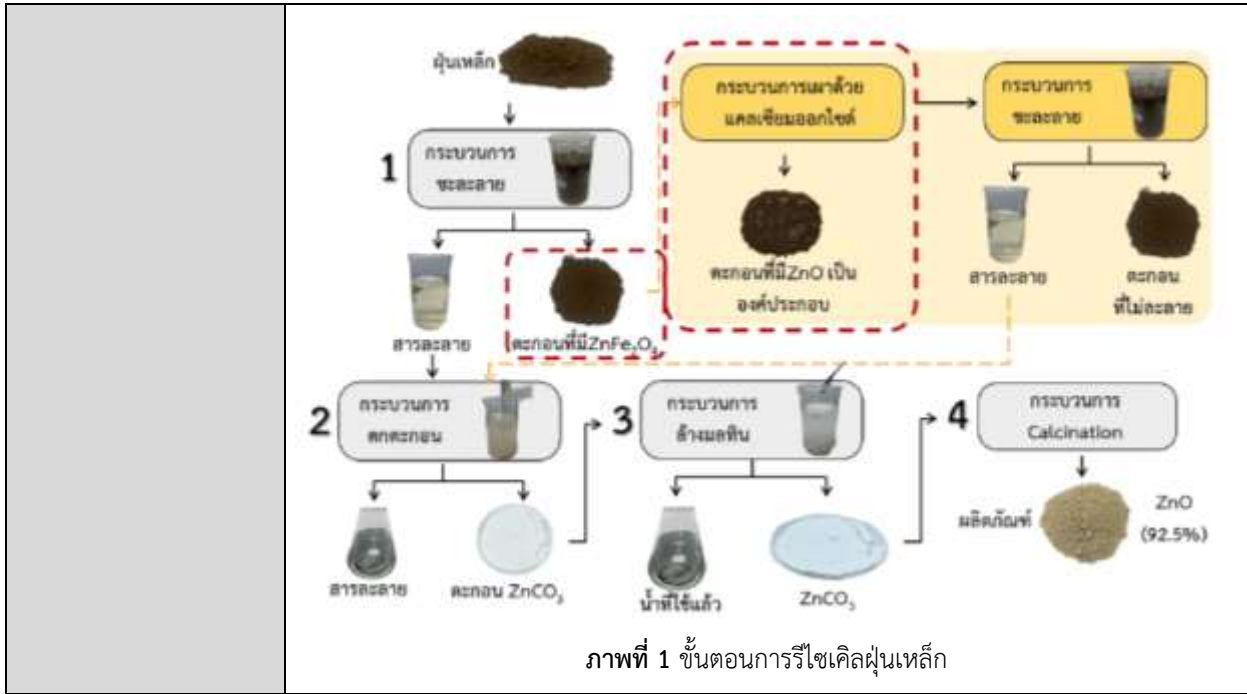 ฝุ่นเหล็ก
1
กระบวนการ
ชะละลาย
สารละลาย
ตะกอนที่มีZnFe₂O₄
กระบวนการเผาด้วย
แคลเซียมออกไซด์
ตะกอนที่มีZnO เป็น
องค์ประกอบ
กระบวนการ
ชะละลาย
สารละลาย
ตะกอน
ที่ไม่ละลาย
2
กระบวนการ
ตกตะกอน
สารละลาย
ตะกอน ZnCO₃
3
กระบวนการ
ล้างมลทิน
น้ำที่ใช้แล้ว
ZnCO₃
4
กระบวนการ
Calcination
ผลิตภัณฑ์
ZnO
(92.5%)
ภาพที่ 1 ขั้นตอนการรีไซเคิลฝุ่นเหล็ก